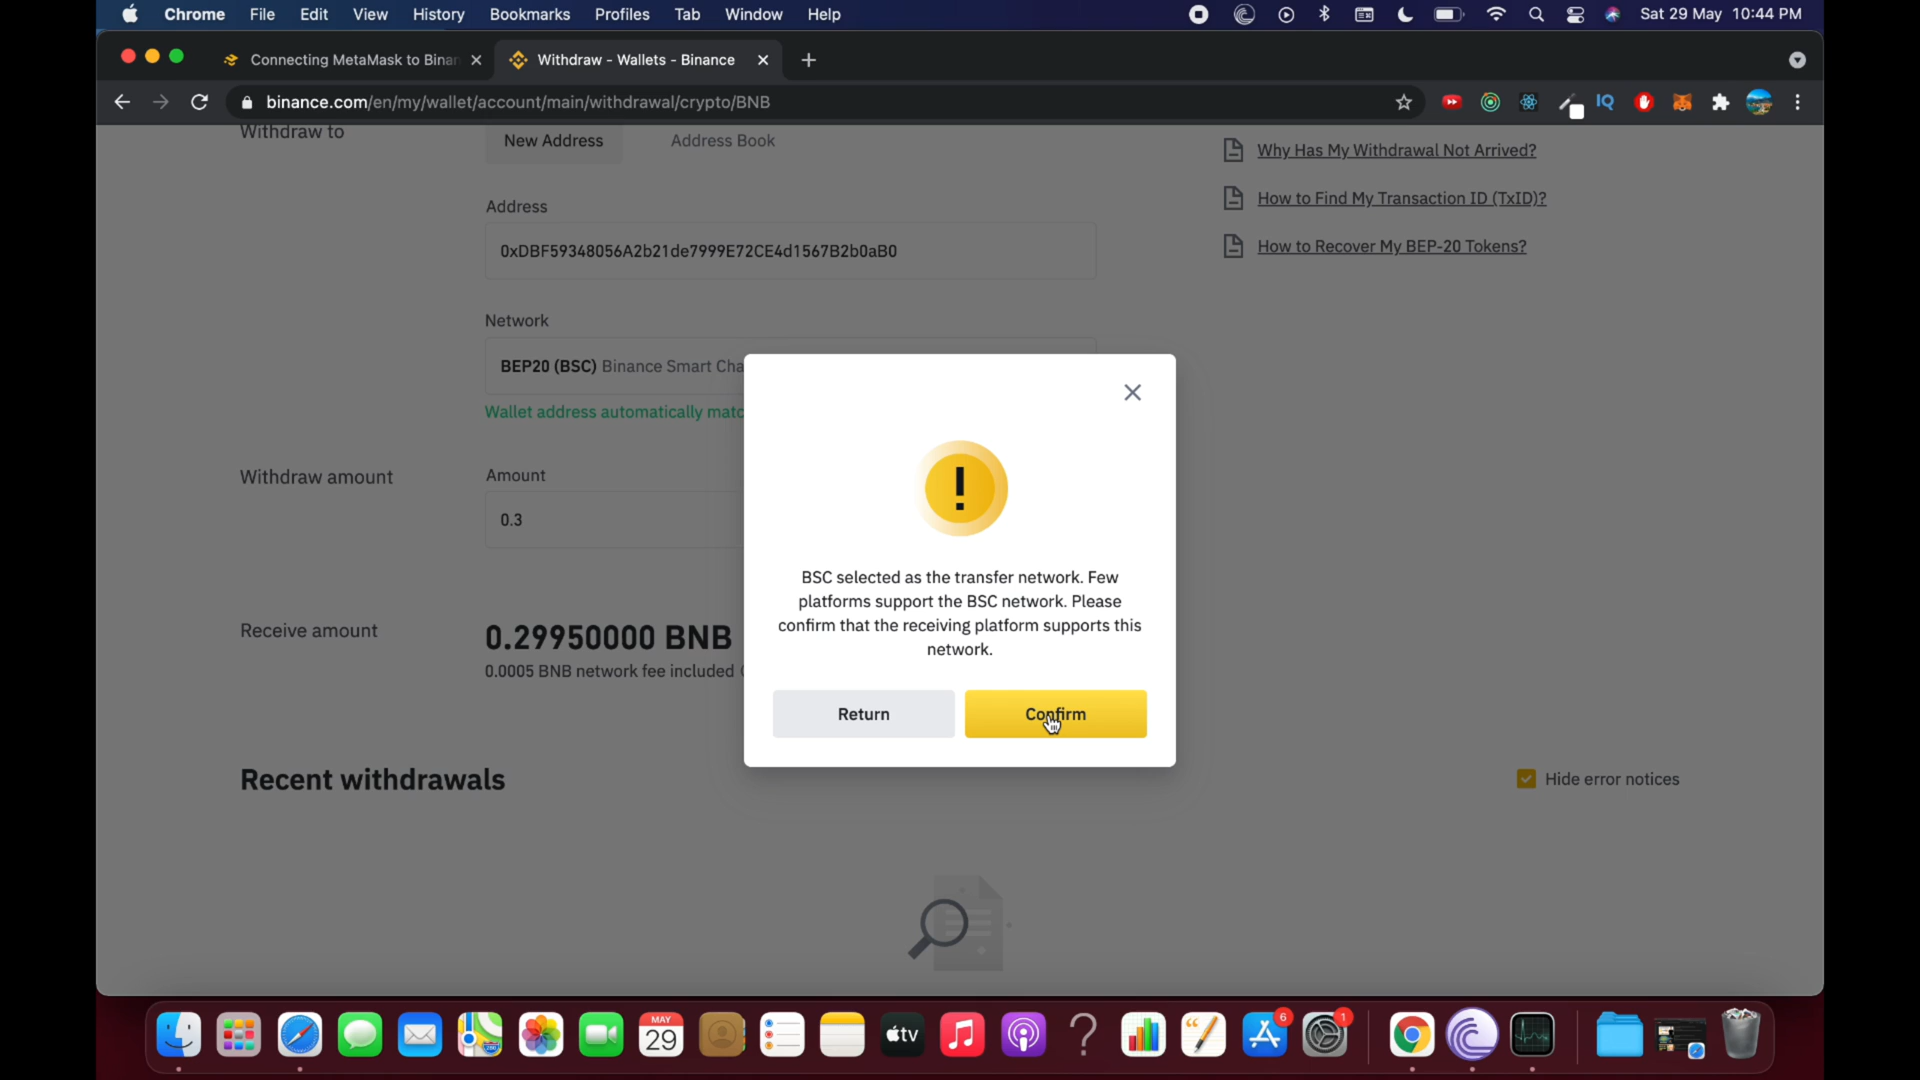 Chrome File Edit View History Bookmarks Profiles Tab Window Help Sat 29 May 10:44 PM
Connecting MetaMask to Binan Withdraw - Wallets - Binance
binance.com/en/my/wallet/account/main/withdrawal/crypto/BNB IQ
Withdraw to New Address Address Book
Why Has My Withdrawal Not Arrived?
Address
How to Find My Transaction ID (TxID)?
0xDBF59348056A2b21de7999E72CE4d1567B2b0aB0
How to Recover My BEP-20 Tokens?
Network
BEP20 (BSC) Binance Smart Cha
Wallet address automatically matc
Withdraw amount Amount
0.3
BSC selected as the transfer network. Few
platforms support the BSC network. Please
confirm that the receiving platform supports this
network.
Receive amount 0.29950000 BNB
0.0005 BNB network fee included
Return Confirm
Recent withdrawals Hide error notices
MAY
29
tv
6
1